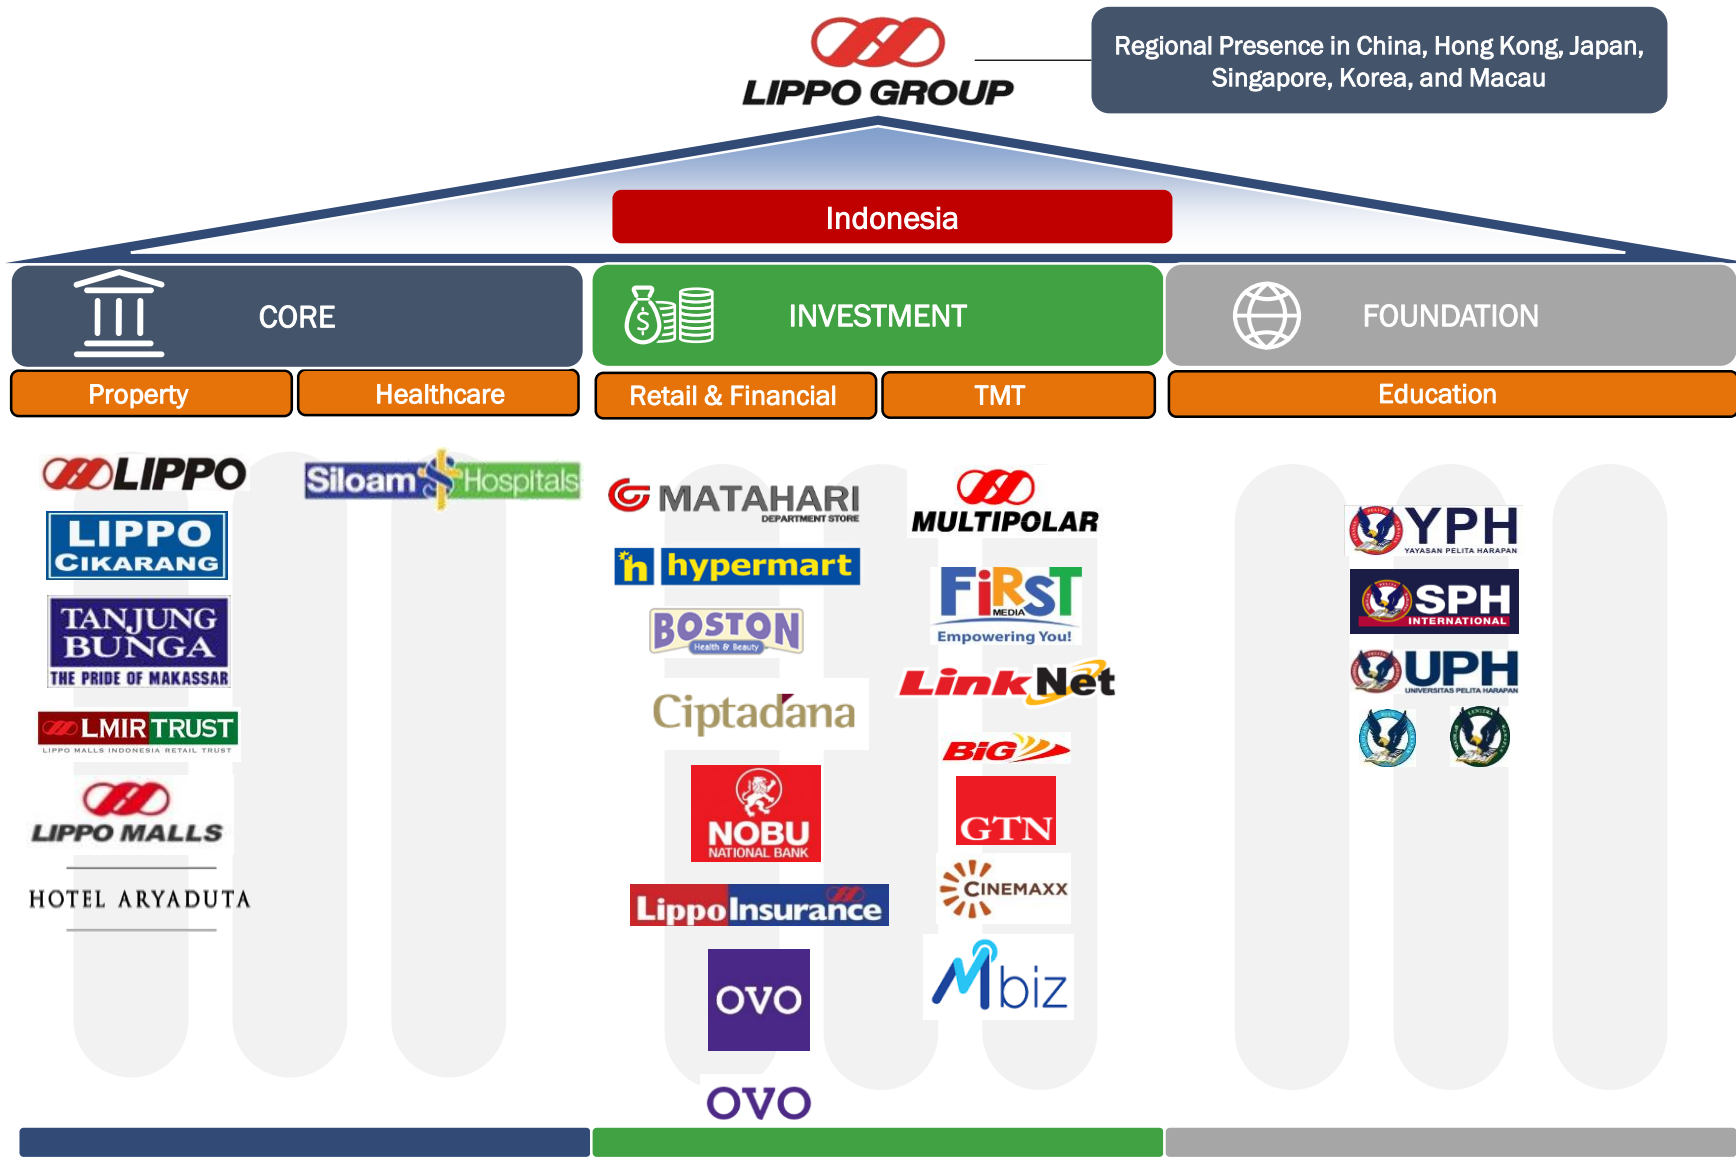 LIPPO GROUP
Regional Presence in China, Hong Kong, Japan,
Singapore, Korea, and Macau
Indonesia
CORE
INVESTMENT
FOUNDATION
Property
Healthcare
Retail & Financial
TMT
Education
LIPPO
LIPPO
CIKARANG
TANJUNG
BUNGA
THE PRIDE OF MAKASSAR
LMIR TRUST
LIPPO MALLS INDONESIA RETAIL TRUST
LIPPO MALLS
HOTEL ARYADUTA
Siloam Hospitals
MATAHARI
DEPARTMENT STORE
hypermart
BOSTON
Health & Beauty
Ciptadana
NOBU
NATIONAL BANK
LippoInsurance
OVO
OVO
MULTIPOLAR
FiRST
MEDIA
Empowering You!
LinkNet
BiG
GTN
CINEMAXX
Mbiz
YPH
YAYASAN PELITA HARAPAN
SPH
INTERNATIONAL
UPH
UNIVERSITAS PELITA HARAPAN